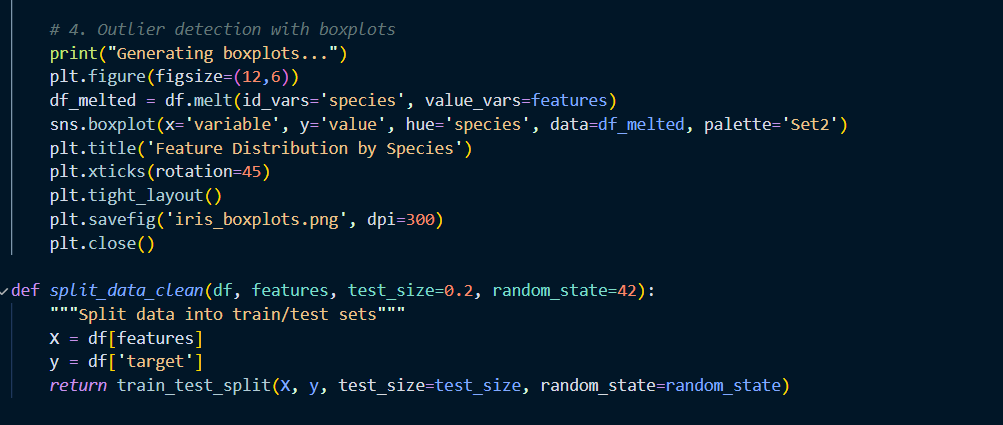 # 4. Outlier detection with boxplots
print("Generating boxplots...")
plt.figure(figsize=(12,6))
df_melted = df.melt(id_vars='species', value_vars=features)
sns.boxplot(x='variable', y='value', hue='species', data=df_melted, palette='Set2')
plt.title('Feature Distribution by Species')
plt.xticks(rotation=45)
plt.tight_layout()
plt.savefig('iris_boxplots.png', dpi=300)
plt.close()
def split_data_clean(df, features, test_size=0.2, random_state=42):
"""Split data into train/test sets"""
X = df[features]
y = df['target']
return train_test_split(X, y, test_size=test_size, random_state=random_state)